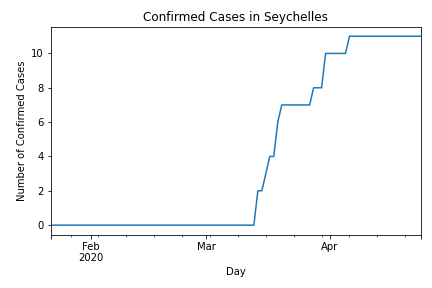 Confirmed Cases in Seychelles
Number of Confirmed Cases
10
8
6
4
2
0
Feb Mar Apr
2020
Day